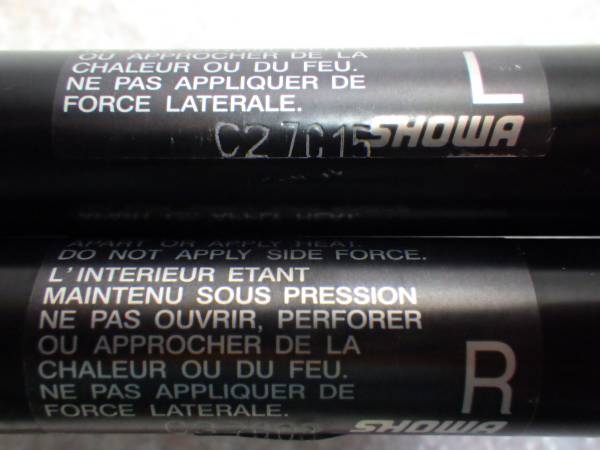 OU APPROCHER DE LA
CHALEUR OU DU FEU.
NE PAS APPLIQUER DE
FORCE LATERALE.
L
C27C15
SHOWA
APART OR APPLY HEAT.
DO NOT APPLY SIDE FORCE.
L'INTERIEUR ETANT
MAINTENU SOUS PRESSION
NE PAS OUVRIR, PERFORER
OU APPROCHER DE LA
CHALEUR OU DU FEU.
NE PAS APPLIQUER DE
FORCE LATERALE.
R
SHOWA